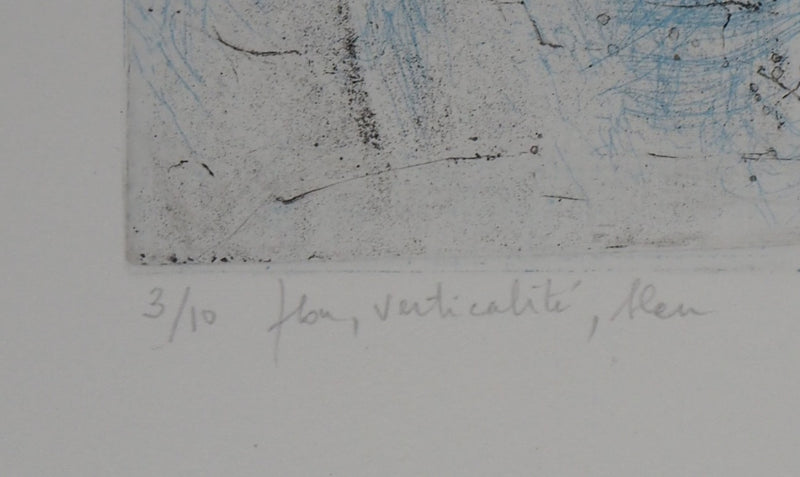 3/10 flou, verticalité, bleu